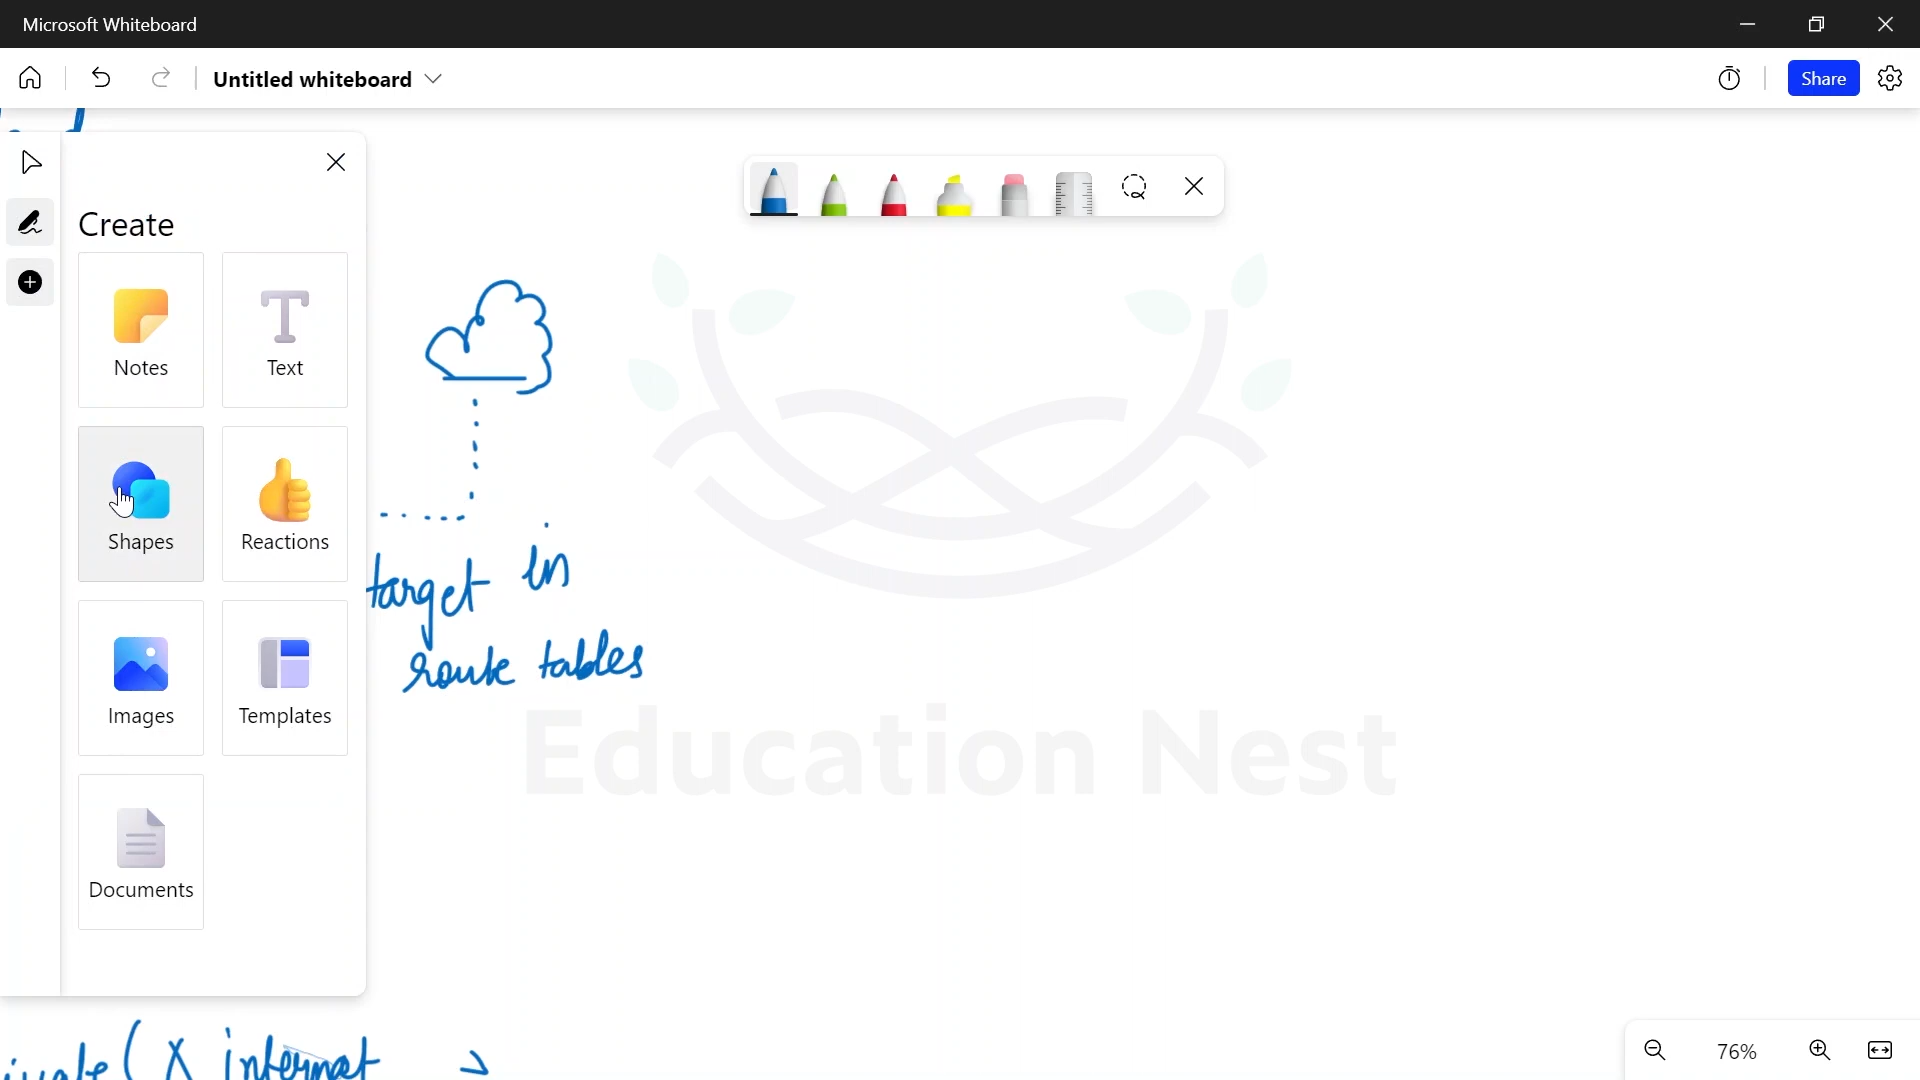 Microsoft Whiteboard
Untitled whiteboard
Share
Create
Notes
Text
Shapes
Reactions
Images
Templates
Documents
target in
route tables
Education Nest
(X internet
76%